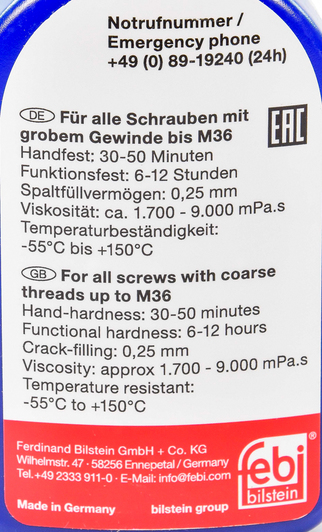 Notrufnummer /
Emergency phone
+49 (0) 89-19240 (24h)
DE Für alle Schrauben mit
grobem Gewinde bis M36
EAC
Handfest: 30-50 Minuten
Funktionsfest: 6-12 Stunden
Spaltfüllvermögen: 0,25 mm
Viskosität: ca. 1.700 - 9.000 mPa.s
Temperaturbeständigkeit:
-55°C bis +150°C
GB For all screws with coarse
threads up to M36
Hand-hardness: 30-50 minutes
Functional hardness: 6-12 hours
Crack-filling: 0,25 mm
Viscosity: approx 1.700 - 9.000 mPa.s
Temperature resistant:
-55°C to +150°C
Ferdinand Bilstein GmbH + Co. KG
Wilhelmstr. 47 · 58256 Ennepetal / Germany
Tel. +49 2333 911-0 · E-Mail: info@febi.com
febi
bilstein
Made in Germany bilstein group